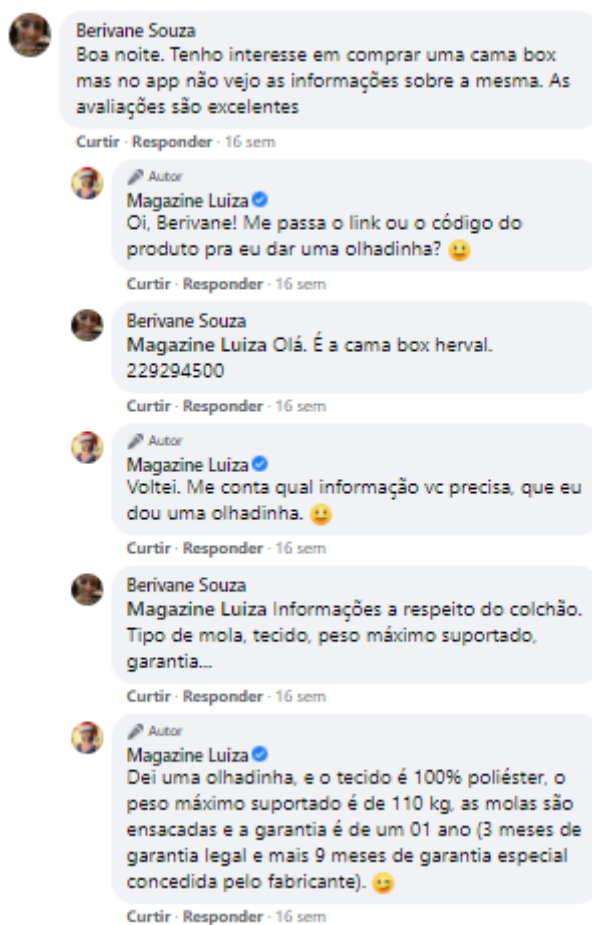 Berivane Souza
Boa noite. Tenho interesse em comprar uma cama box
mas no app não vejo as informações sobre a mesma. As
avaliações são excelentes
Curtir · Responder · 16 sem
Autor
Magazine Luiza
Oi, Berivane! Me passa o link ou o código do
produto pra eu dar uma olhadinha? 🙂
Curtir · Responder · 16 sem
Berivane Souza
Magazine Luiza Olá. É a cama box herval.
229294500
Curtir · Responder · 16 sem
Autor
Magazine Luiza
Voltei. Me conta qual informação vc precisa, que eu
dou uma olhadinha. 🙂
Curtir · Responder · 16 sem
Berivane Souza
Magazine Luiza Informações a respeito do colchão.
Tipo de mola, tecido, peso máximo suportado,
garantia...
Curtir · Responder · 16 sem
Autor
Magazine Luiza
Dei uma olhadinha, e o tecido é 100% poliéster, o
peso máximo suportado é de 110 kg, as molas são
ensacadas e a garantia é de um 01 ano (3 meses de
garantia legal e mais 9 meses de garantia especial
concedida pelo fabricante). 😉
Curtir · Responder · 16 sem